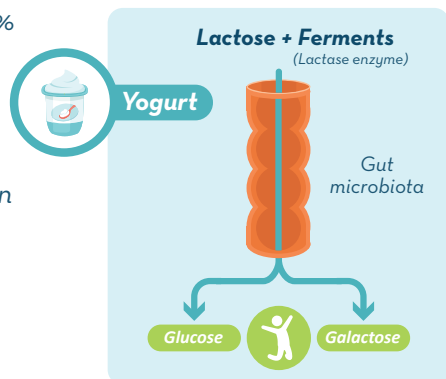 %
Lactose + Ferments
(Lactase enzyme)
Yogurt
Gut
microbiota
n
Glucose
Galactose